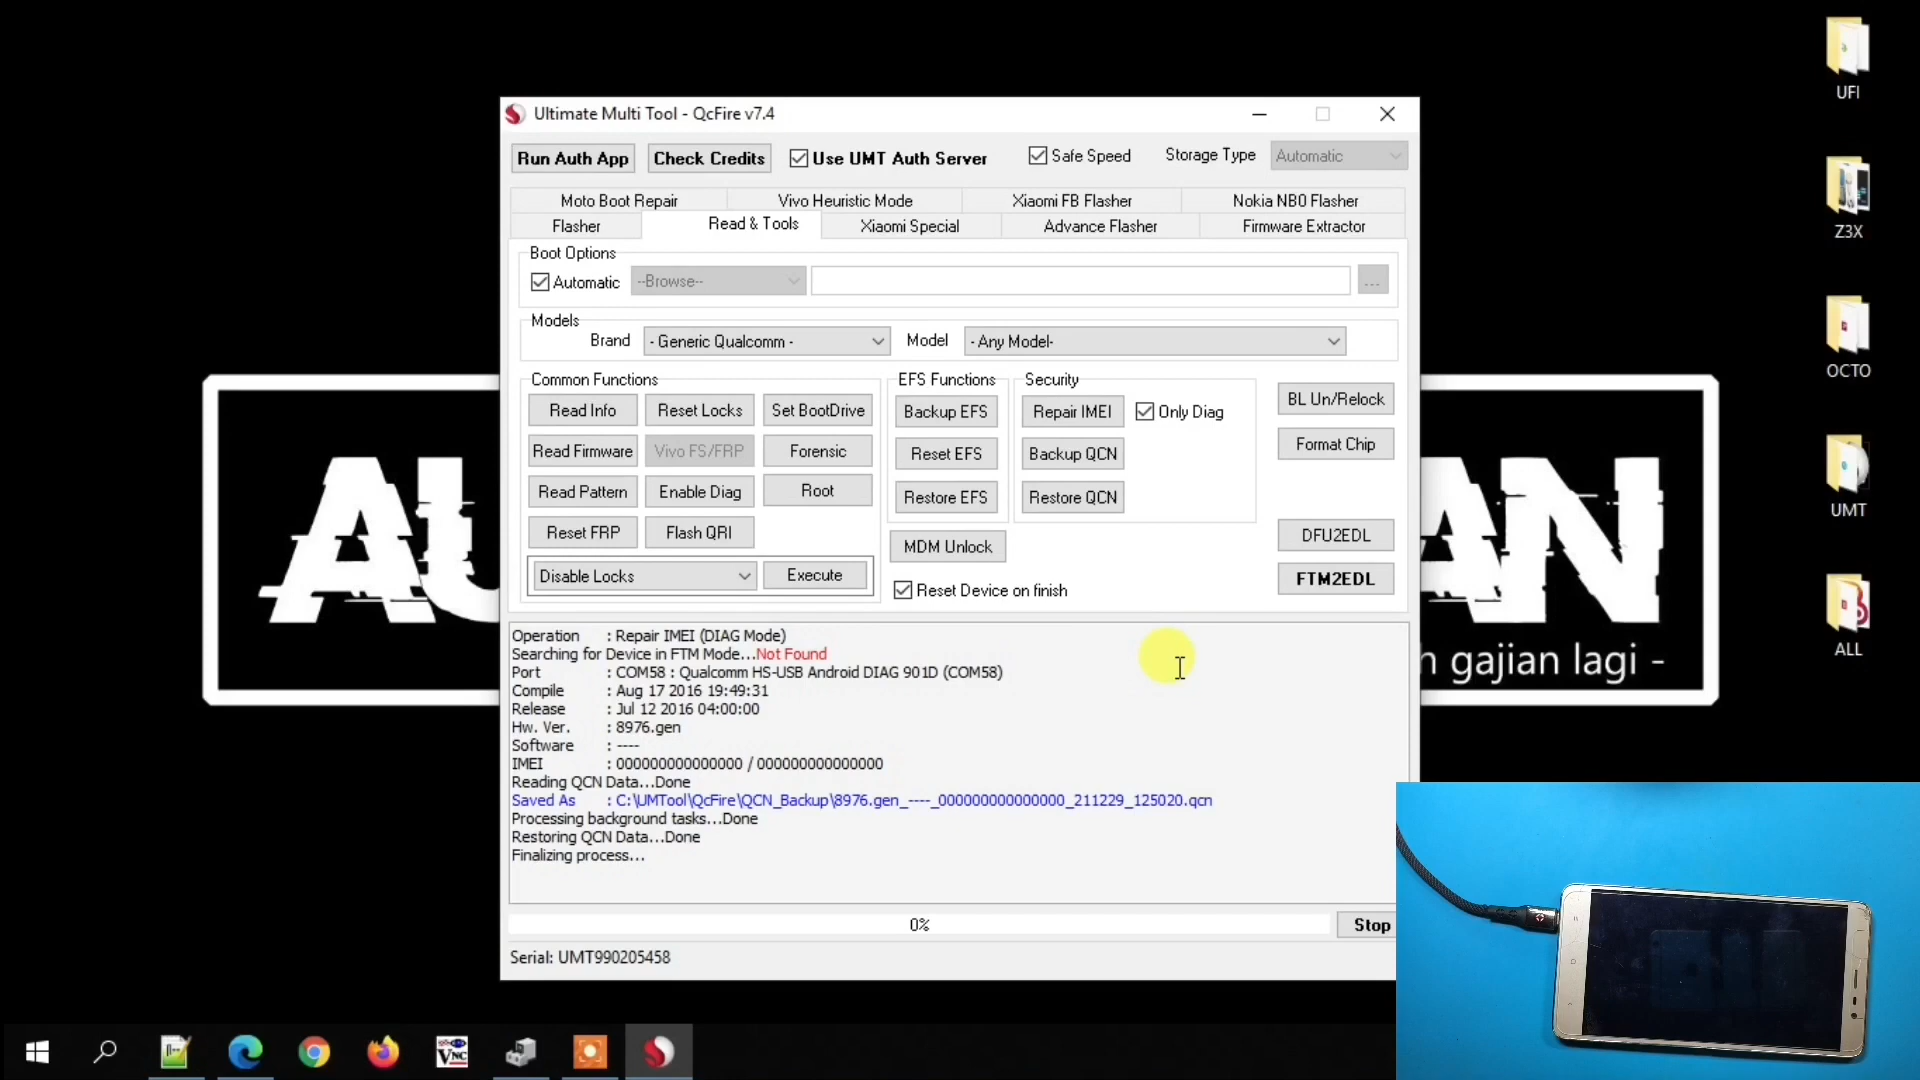 UFI
Z3X
OCTO
UMT
ALL
Ultimate Multi Tool - QcFire v7.4
Run Auth App Check Credits Use UMT Auth Server Safe Speed Storage Type Automatic
Moto Boot Repair Vivo Heuristic Mode Xiaomi FB Flasher Nokia NB0 Flasher
Flasher Read & Tools Xiaomi Special Advance Flasher Firmware Extractor
Boot Options
Automatic --Browse-- ...
Models
Brand - Generic Qualcomm - Model - Any Model-
Common Functions EFS Functions Security
Read Info Reset Locks Set BootDrive Backup EFS Repair IMEI Only Diag BL Un/Relock
Read Firmware Vivo FS/FRP Forensic Reset EFS Backup QCN Format Chip
Read Pattern Enable Diag Root Restore EFS Restore QCN
Reset FRP Flash QRI MDM Unlock DFU2EDL
Disable Locks Execute Reset Device on finish FTM2EDL
Operation : Repair IMEI (DIAG Mode)
Searching for Device in FTM Mode...Not Found
Port : COM58 : Qualcomm HS-USB Android DIAG 901D (COM58)
Compile : Aug 17 2016 19:49:31
Release : Jul 12 2016 04:00:00
Hw. Ver. : 8976.gen
Software : ----
IMEI : 000000000000000 / 000000000000000
Reading QCN Data...Done
Saved As : C:\UMTool\QcFire\QCN_Backup\8976.gen_----_000000000000000_211229_125020.qcn
Processing background tasks...Done
Restoring QCN Data...Done
Finalizing process...
0% Stop
Serial: UMT990205458
AU
AN
h gajian lagi -
VNC